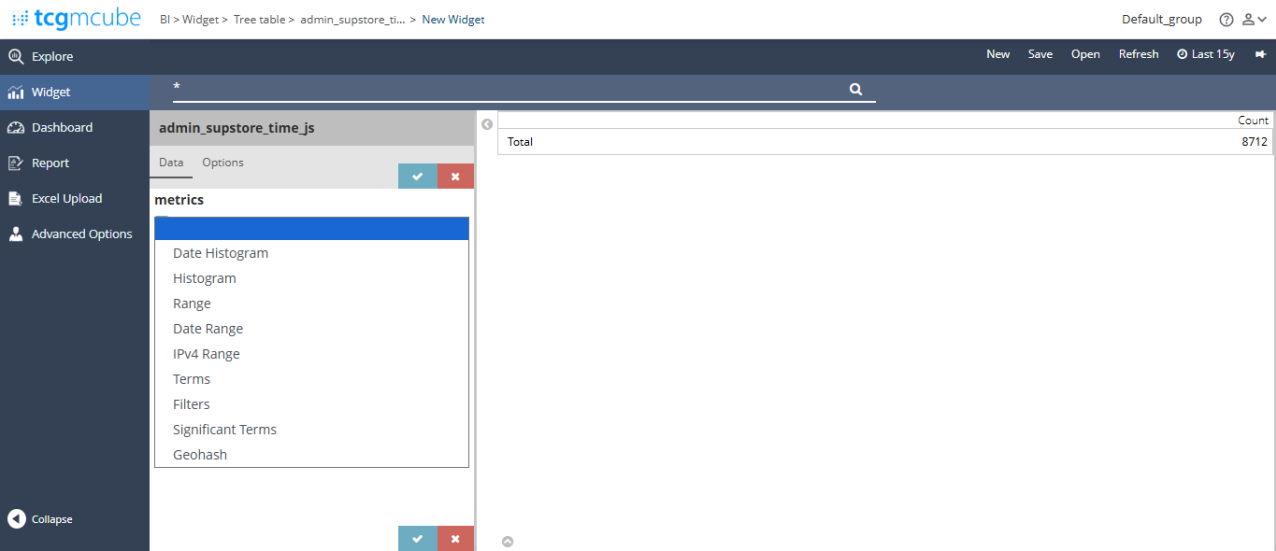 tcgmcube
BI > Widget > Tree table > admin_supstore_ti... > New Widget
Default_group
Explore
New Save Open Refresh Last 15y
Widget
*
Dashboard
admin_supstore_time_js
Count
Total 8712
Report
Data Options
Excel Upload
metrics
Advanced Options
Date Histogram
Histogram
Range
Date Range
IPv4 Range
Terms
Filters
Significant Terms
Geohash
Collapse